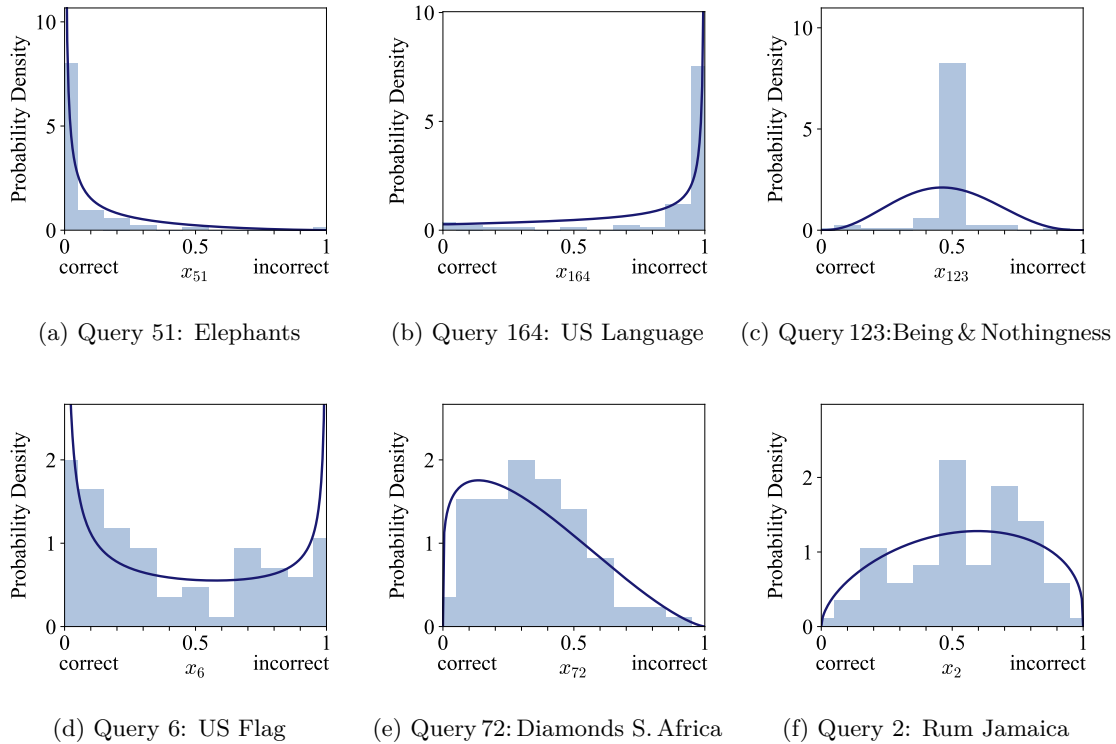 10
5
0
Probability Density
0 0.5 1
correct x51 incorrect
(a) Query 51: Elephants
10
5
0
Probability Density
0 0.5 1
correct x164 incorrect
(b) Query 164: US Language
10
5
0
Probability Density
0 0.5 1
correct x123 incorrect
(c) Query 123:Being & Nothingness
2
1
0
Probability Density
0 0.5 1
correct x6 incorrect
(d) Query 6: US Flag
2
1
0
Probability Density
0 0.5 1
correct x72 incorrect
(e) Query 72: Diamonds S. Africa
2
1
0
Probability Density
0 0.5 1
correct x2 incorrect
(f) Query 2: Rum Jamaica